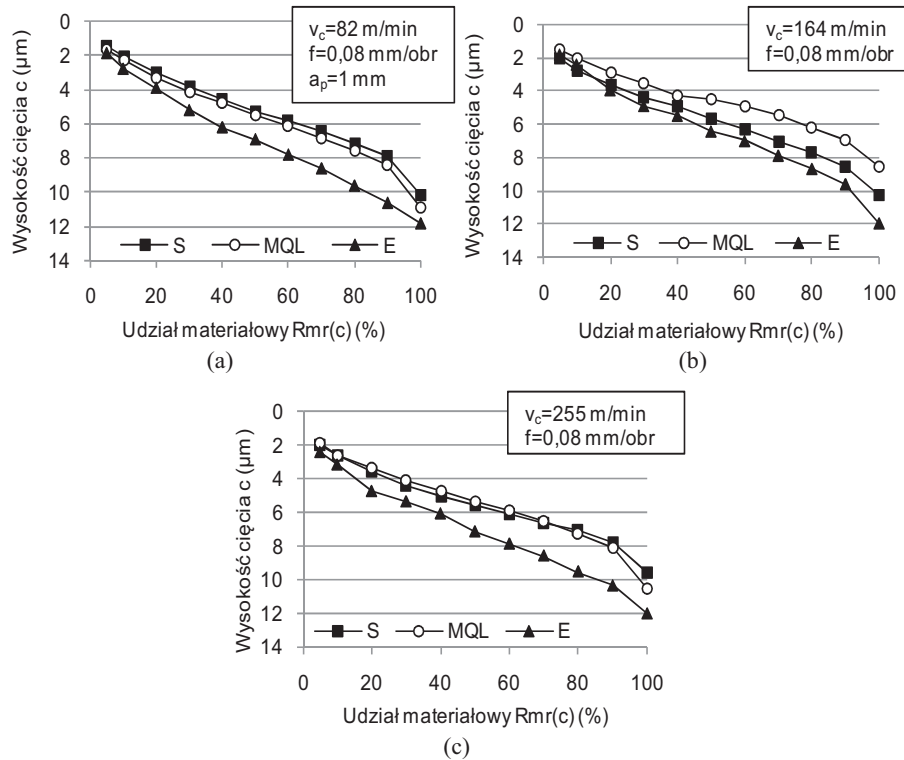 v_c=82 m/min
f=0,08 mm/obr
a_p=1 mm
Wysokość cięcia c (µm)
0
2
4
6
8
10
12
14
S MQL E
0 20 40 60 80 100
Udział materiałowy Rmr(c) (%)
(a)
v_c=164 m/min
f=0,08 mm/obr
Wysokość cięcia c (µm)
0
2
4
6
8
10
12
14
S MQL E
0 20 40 60 80 100
Udział materiałowy Rmr(c) (%)
(b)
v_c=255 m/min
f=0,08 mm/obr
Wysokość cięcia c (µm)
0
2
4
6
8
10
12
14
S MQL E
0 20 40 60 80 100
Udział materiałowy Rmr(c) (%)
(c)